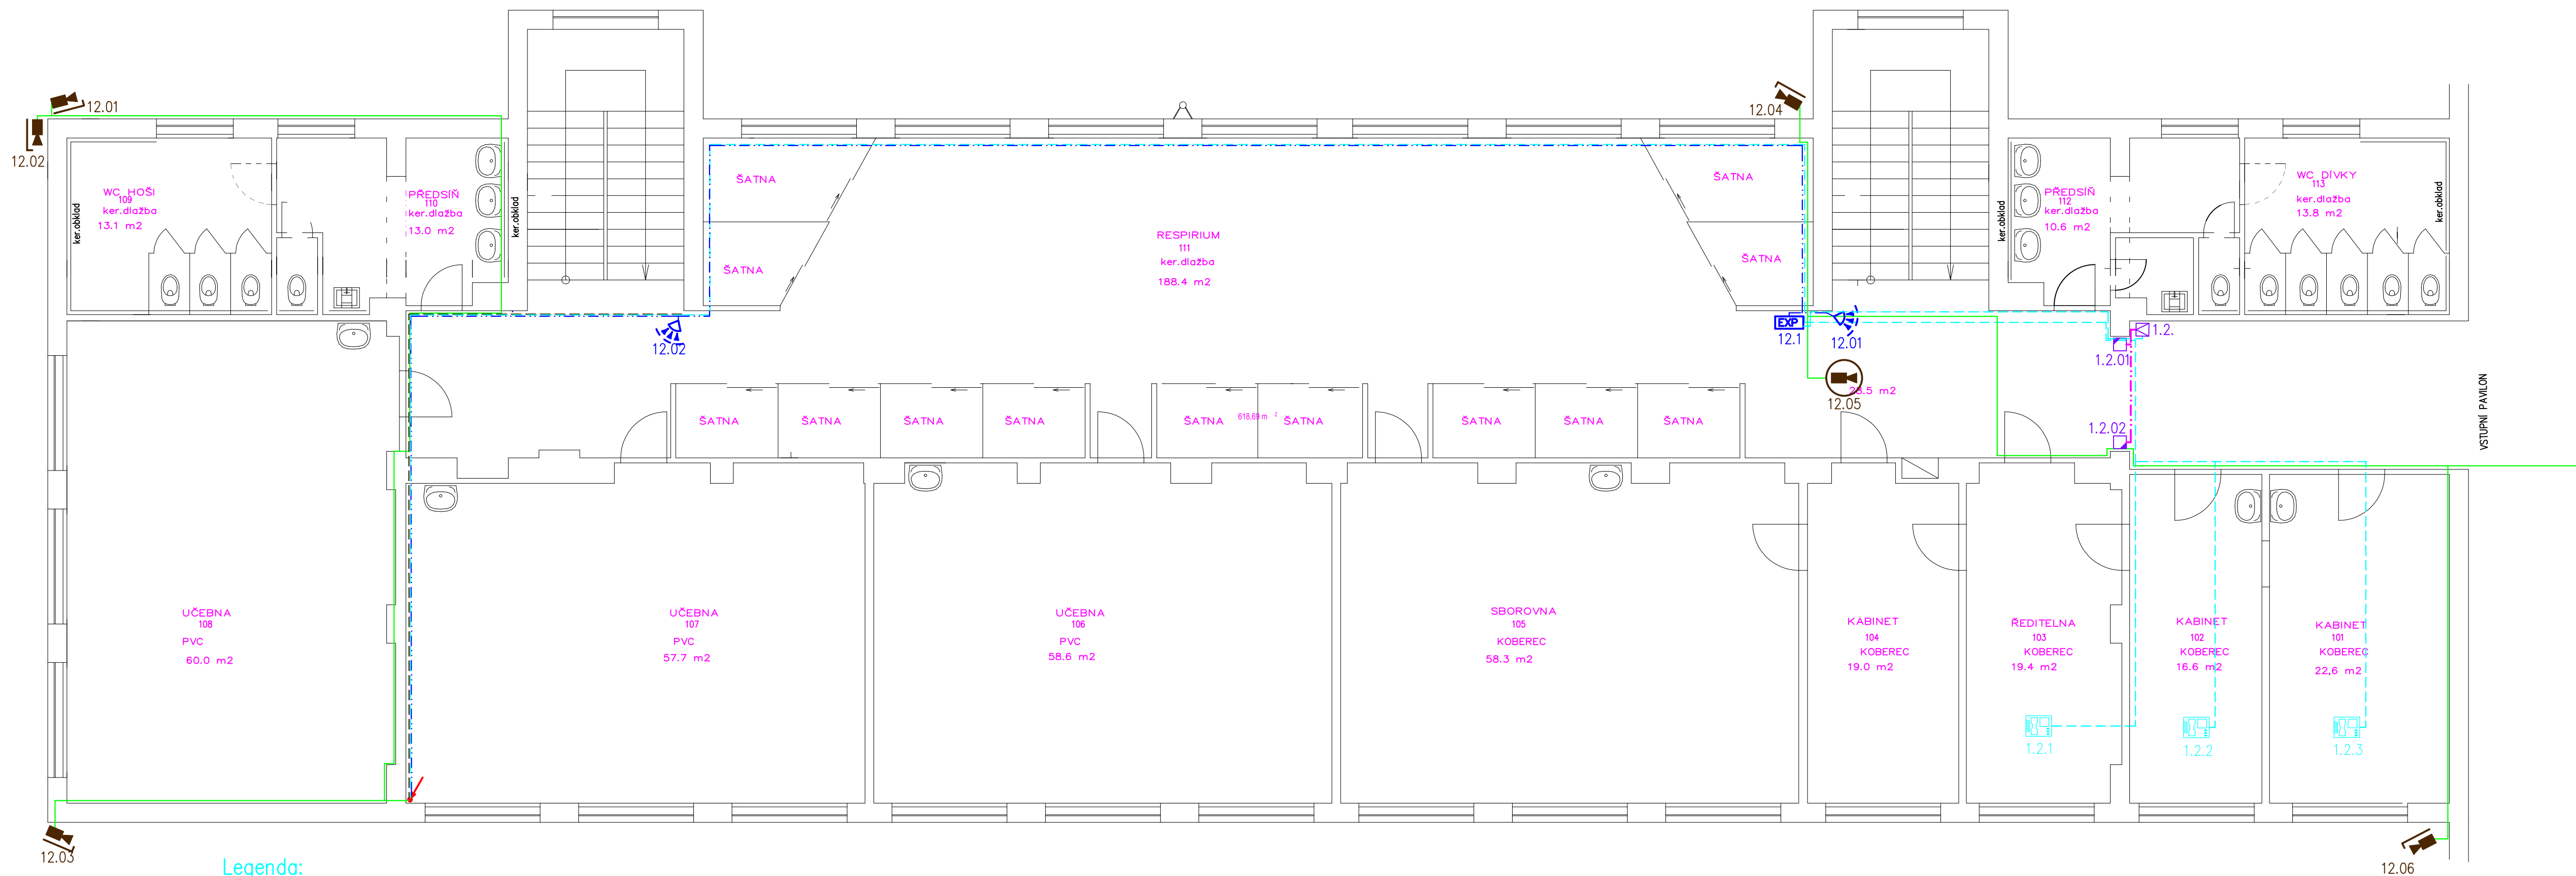 12.01
12.02
12.04
WC HOŠI
109
ker.dlažba
13.1 m2
ker.obklad
PŘEDSÍŇ
110
ker.dlažba
13.0 m2
ker.obklad
ŠATNA
ŠATNA
RESPIRIUM
111
ker.dlažba
188.4 m2
ŠATNA
ŠATNA
ker.obklad
PŘEDSÍŇ
112
ker.dlažba
10.6 m2
WC DÍVKY
113
ker.dlažba
13.8 m2
ker.obklad
12.02
EXP
12.1
12.01
1.2.
1.2.01
12.05
28.5 m2
1.2.02
VSTUPNÍ PAVILON
ŠATNA
ŠATNA
ŠATNA
ŠATNA
ŠATNA
618,69 m 2
ŠATNA
ŠATNA
ŠATNA
ŠATNA
UČEBNA
108
PVC
60.0 m2
UČEBNA
107
PVC
57.7 m2
UČEBNA
106
PVC
58.6 m2
SBOROVNA
105
KOBEREC
58.3 m2
KABINET
104
KOBEREC
19.0 m2
ŘEDITELNA
103
KOBEREC
19.4 m2
KABINET
102
KOBEREC
16.6 m2
KABINET
101
KOBEREC
22,6 m2
1.2.1
1.2.2
1.2.3
12.03
12.06
Legenda: